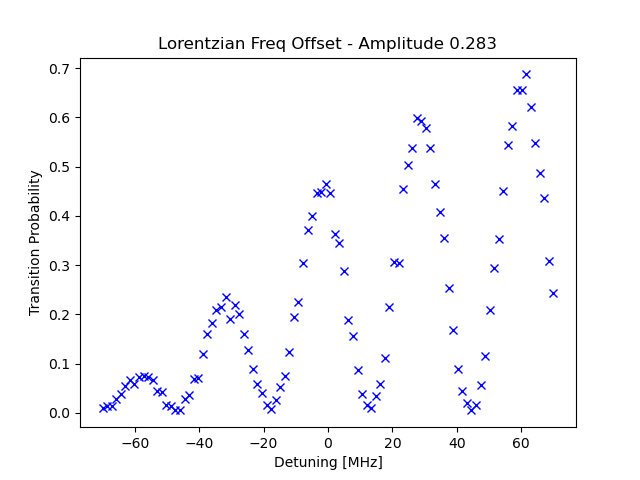 Lorentzian Freq Offset - Amplitude 0.283
0.7
0.6
0.5
0.4
0.3
0.2
0.1
0.0
Transition Probability
−60 −40 −20 0 20 40 60
Detuning [MHz]